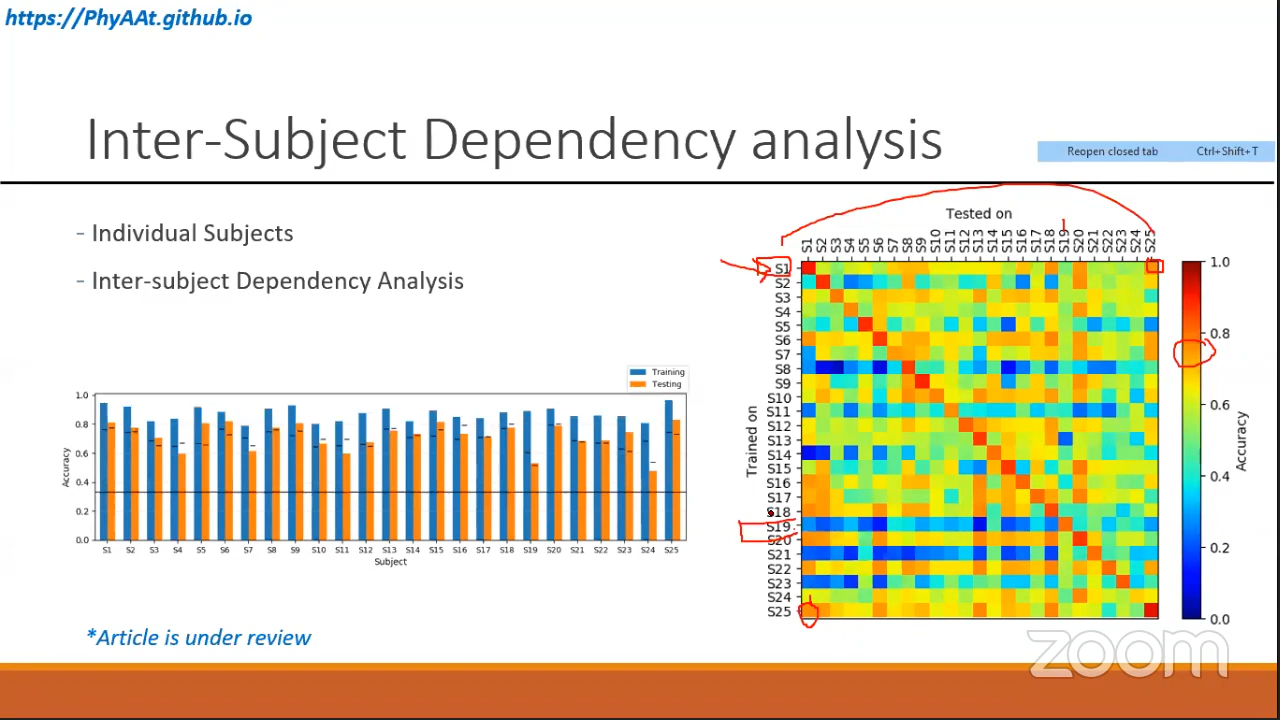 https://PhyAAt.github.io
Inter-Subject Dependency analysis
Reopen closed tab Ctrl+Shift+T
- Individual Subjects
- Inter-subject Dependency Analysis
Training
Testing
1.0
0.8
0.6
0.4
0.2
0.0
Accuracy
S1 S2 S3 S4 S5 S6 S7 S8 S9 S10 S11 S12 S13 S14 S15 S16 S17 S18 S19 S20 S21 S22 S23 S24 S25
Subject
Tested on
S1 S2 S3 S4 S5 S6 S7 S8 S9 S10 S11 S12 S13 S14 S15 S16 S17 S18 S19 S20 S21 S22 S23 S24 S25
Trained on
S1
S2
S3
S4
S5
S6
S7
S8
S9
S10
S11
S12
S13
S14
S15
S16
S17
S18
S19
S20
S21
S22
S23
S24
S25
1.0
0.8
0.6
0.4
0.2
0.0
Accuracy
*Article is under review
zoom